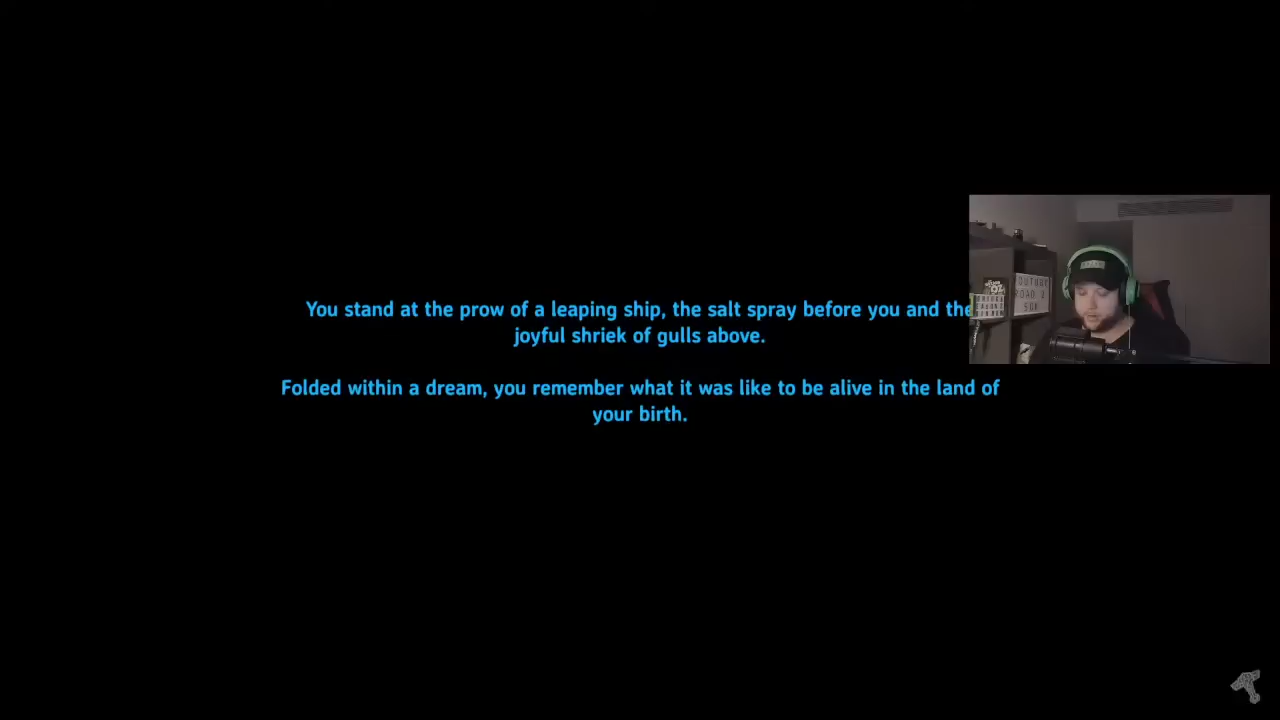 You stand at the prow of a leaping ship, the salt spray before you and the
joyful shriek of gulls above.
Folded within a dream, you remember what it was like to be alive in the land of
your birth.